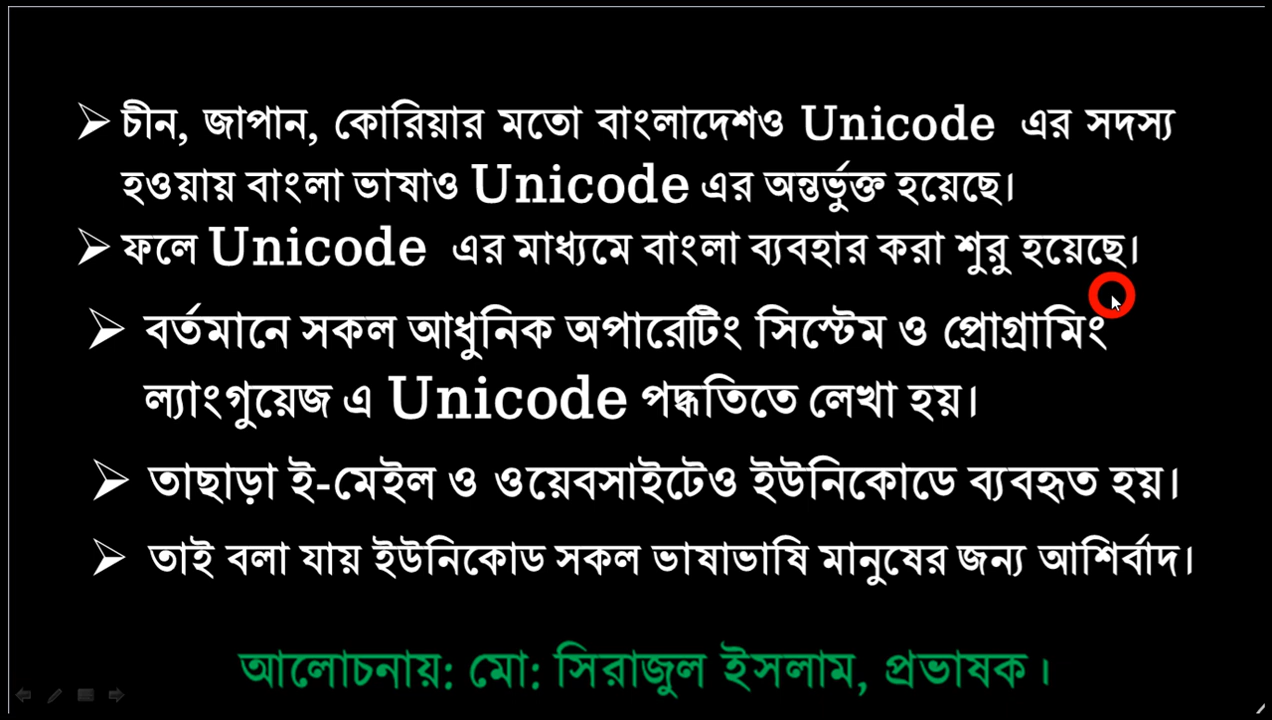 ➢ চীন, জাপান, কোরিয়ার মতো বাংলাদেশও Unicode এর সদস্য
হওয়ায় বাংলা ভাষাও Unicode এর অন্তর্ভুক্ত হয়েছে।
➢ ফলে Unicode এর মাধ্যমে বাংলা ব্যবহার করা শুরু হয়েছে।
➢ বর্তমানে সকল আধুনিক অপারেটিং সিস্টেম ও প্রোগ্রামিং
ল্যাংগুয়েজ এ Unicode পদ্ধতিতে লেখা হয়।
➢ তাছাড়া ই-মেইল ও ওয়েবসাইটেও ইউনিকোডে ব্যবহৃত হয়।
➢ তাই বলা যায় ইউনিকোড সকল ভাষাভাষি মানুষের জন্য আশির্বাদ।
আলোচনায়: মো: সিরাজুল ইসলাম, প্রভাষক।